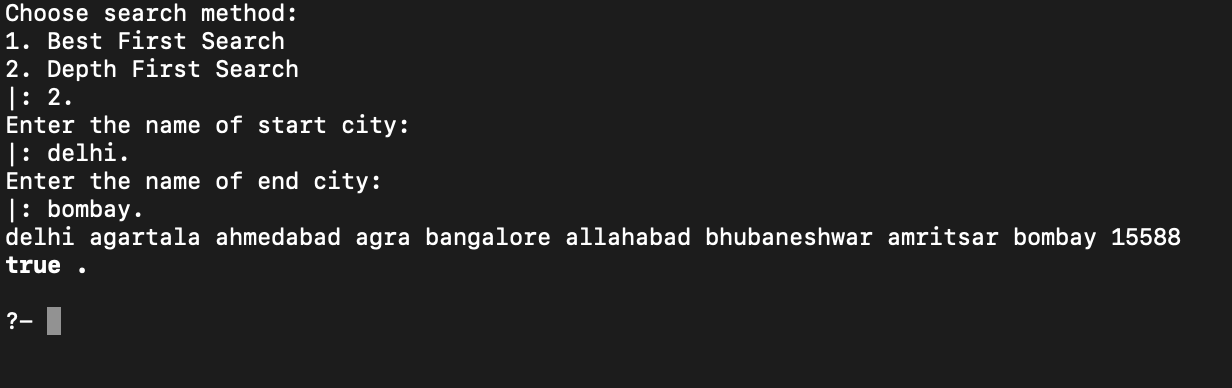 Choose search method:
1. Best First Search
2. Depth First Search
|: 2.
Enter the name of start city:
|: delhi.
Enter the name of end city:
|: bombay.
delhi agartala ahmedabad agra bangalore allahabad bhubaneshwar amritsar bombay 15588
true .
?-